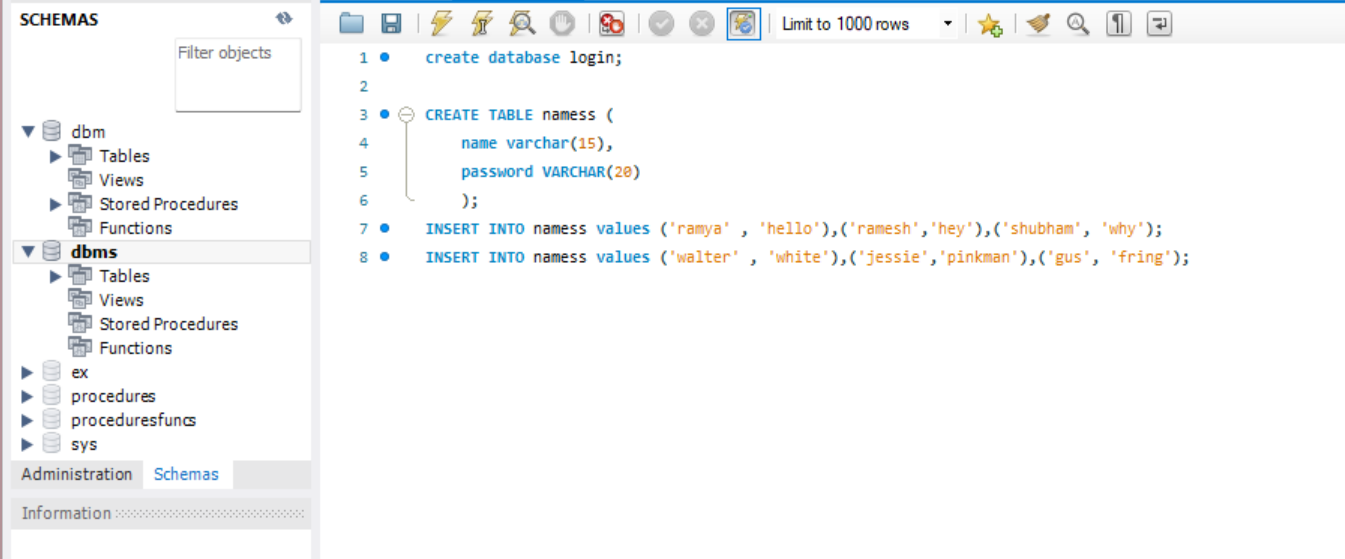 SCHEMAS
Filter objects
dbm
Tables
Views
Stored Procedures
Functions
dbms
Tables
Views
Stored Procedures
Functions
ex
procedures
proceduresfuncs
sys
Administration Schemas
Information
Limit to 1000 rows
1 create database login;
2
3 CREATE TABLE namess (
4 name varchar(15),
5 password VARCHAR(20)
6 );
7 INSERT INTO namess values ('ramya' , 'hello'),('ramesh','hey'),('shubham', 'why');
8 INSERT INTO namess values ('walter' , 'white'),('jessie','pinkman'),('gus', 'fring');